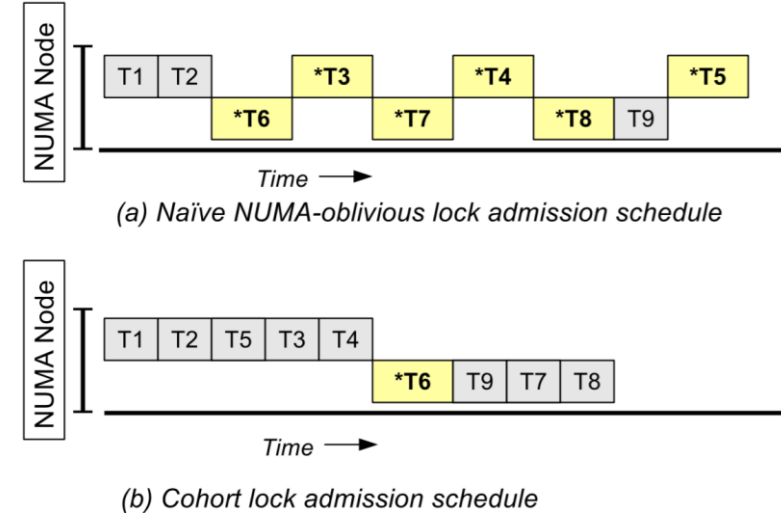 NUMA Node
T1 T2 *T3 *T4 *T5
*T6 *T7 *T8 T9
Time
(a) Naïve NUMA-oblivious lock admission schedule
NUMA Node
T1 T2 T5 T3 T4
*T6 T9 T7 T8
Time
(b) Cohort lock admission schedule